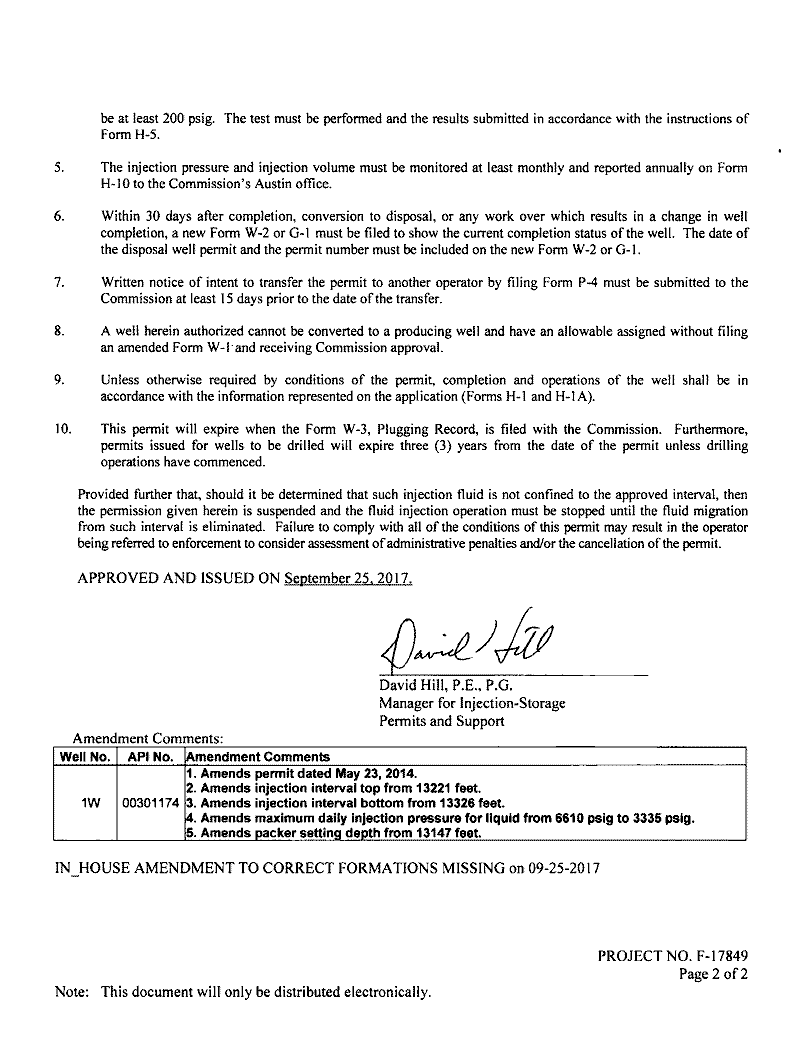 be at least 200 psig. The test must be performed and the results submitted in accordance with the instructions of
Form H-5.
5. The injection pressure and injection volume must be monitored at least monthly and reported annually on Form
H-10 to the Commission's Austin office.
6. Within 30 days after completion, conversion to disposal, or any work over which results in a change in well
completion, a new Form W-2 or G-1 must be filed to show the current completion status of the well. The date of
the disposal well permit and the permit number must be included on the new Form W-2 or G-1.
7. Written notice of intent to transfer the permit to another operator by filing Form P-4 must be submitted to the
Commission at least 15 days prior to the date of the transfer.
8. A well herein authorized cannot be converted to a producing well and have an allowable assigned without filing
an amended Form W-1 and receiving Commission approval.
9. Unless otherwise required by conditions of the permit, completion and operations of the well shall be in
accordance with the information represented on the application (Forms H-1 and H-1A).
10. This permit will expire when the Form W-3, Plugging Record, is filed with the Commission. Furthermore,
permits issued for wells to be drilled will expire three (3) years from the date of the permit unless drilling
operations have commenced.
Provided further that, should it be determined that such injection fluid is not confined to the approved interval, then
the permission given herein is suspended and the fluid injection operation must be stopped until the fluid migration
from such interval is eliminated. Failure to comply with all of the conditions of this permit may result in the operator
being referred to enforcement to consider assessment of administrative penalties and/or the cancellation of the permit.
APPROVED AND ISSUED ON September 25, 2017.
David Hill
David Hill, P.E., P.G.
Manager for Injection-Storage
Permits and Support
Amendment Comments:
Well No. API No. Amendment Comments
1. Amends permit dated May 23, 2014.
2. Amends injection interval top from 13221 feet.
1W 00301174 3. Amends injection interval bottom from 13326 feet.
4. Amends maximum daily injection pressure for liquid from 6610 psig to 3335 psig.
5. Amends packer setting depth from 13147 feet.
IN_HOUSE AMENDMENT TO CORRECT FORMATIONS MISSING on 09-25-2017
PROJECT NO. F-17849
Page 2 of 2
Note: This document will only be distributed electronically.